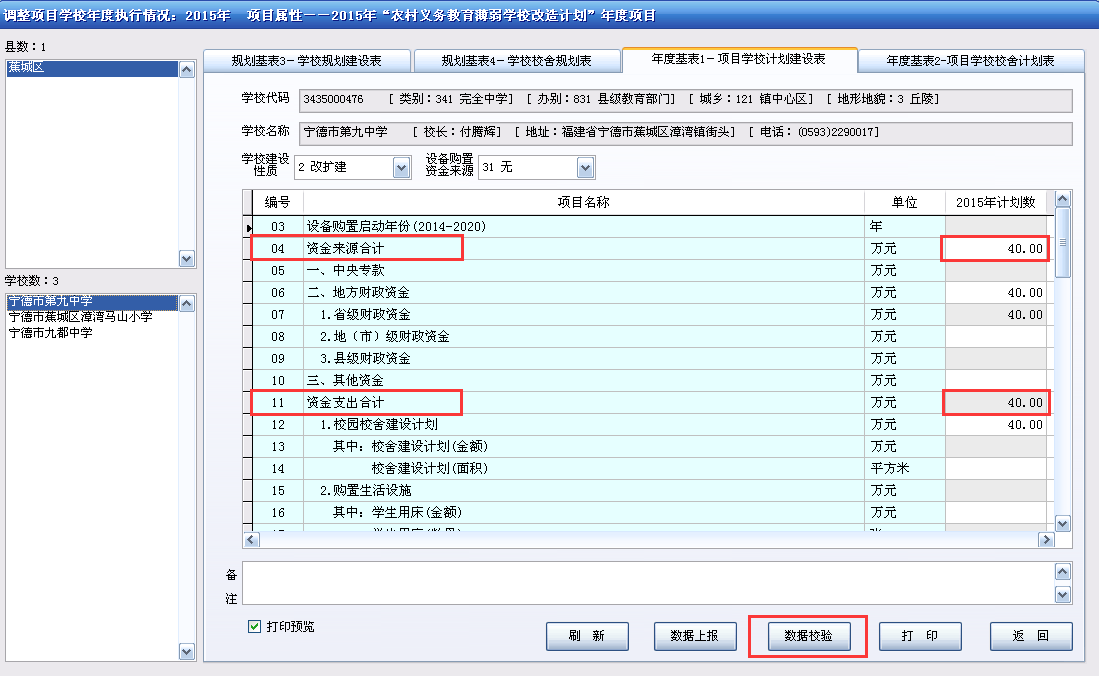 调整项目学校年度执行情况：2015年 项目属性——2015年“农村义务教育薄弱学校改造计划”年度项目
县数：1
蕉城区
学校数：3
宁德市第九中学
宁德市蕉城区漳湾马山小学
宁德市九都中学
规划基表3－学校规划建设表 规划基表4－学校校舍规划表 年度基表1－项目学校计划建设表 年度基表2-项目学校校舍计划表
学校代码 3435000476 [ 类别：341 完全中学] [ 办别：831 县级教育部门] [ 城乡：121 镇中心区] [ 地形地貌：3 丘陵]
学校名称 宁德市第九中学 [ 校长：付腾辉] [ 地址：福建省宁德市蕉城区漳湾镇街头] [ 电话：(0593)2290017]
学校建设性质 2 改扩建 设备购置资金来源 31 无
编号 项目名称 单位 2015年计划数
03 设备购置启动年份(2014-2020) 年
04 资金来源合计 万元 40.00
05 一、中央专款 万元
06 二、地方财政资金 万元 40.00
07 1.省级财政资金 万元 40.00
08 2.地（市）级财政资金 万元
09 3.县级财政资金 万元
10 三、其他资金 万元
11 资金支出合计 万元 40.00
12 1.校园校舍建设计划 万元 40.00
13 其中：校舍建设计划(金额) 万元
14 校舍建设计划(面积) 平方米
15 2.购置生活设施 万元
16 其中：学生用床(金额) 万元
备注
打印预览
刷 新 数据上报 数据校验 打 印 返 回